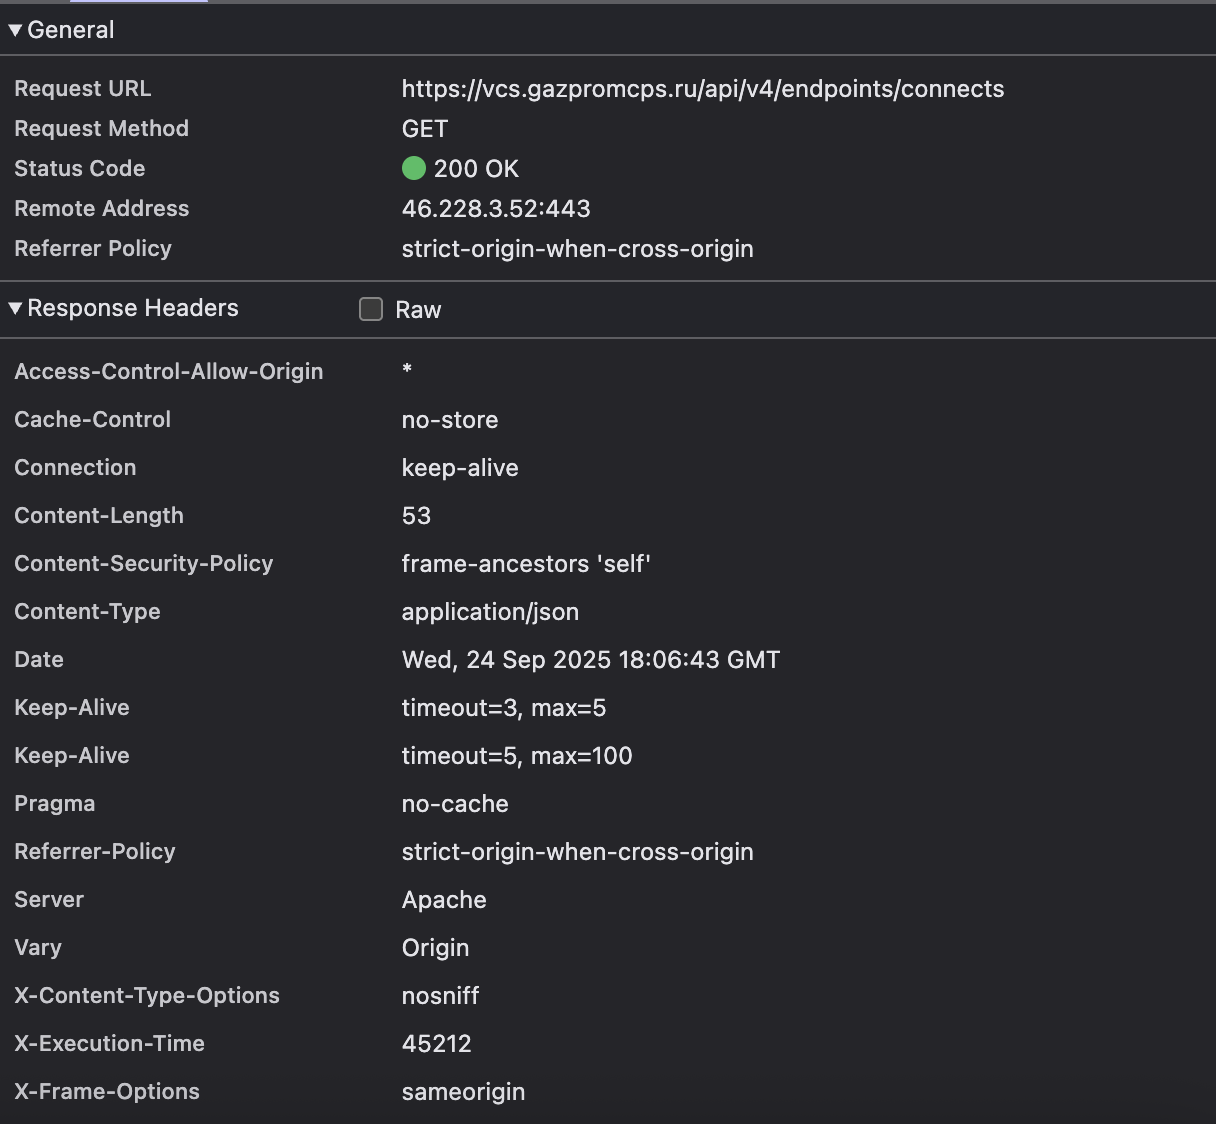 General
Request URL https://vcs.gazpromcps.ru/api/v4/endpoints/connects
Request Method GET
Status Code 200 OK
Remote Address 46.228.3.52:443
Referrer Policy strict-origin-when-cross-origin
Response Headers Raw
Access-Control-Allow-Origin *
Cache-Control no-store
Connection keep-alive
Content-Length 53
Content-Security-Policy frame-ancestors 'self'
Content-Type application/json
Date Wed, 24 Sep 2025 18:06:43 GMT
Keep-Alive timeout=3, max=5
Keep-Alive timeout=5, max=100
Pragma no-cache
Referrer-Policy strict-origin-when-cross-origin
Server Apache
Vary Origin
X-Content-Type-Options nosniff
X-Execution-Time 45212
X-Frame-Options sameorigin